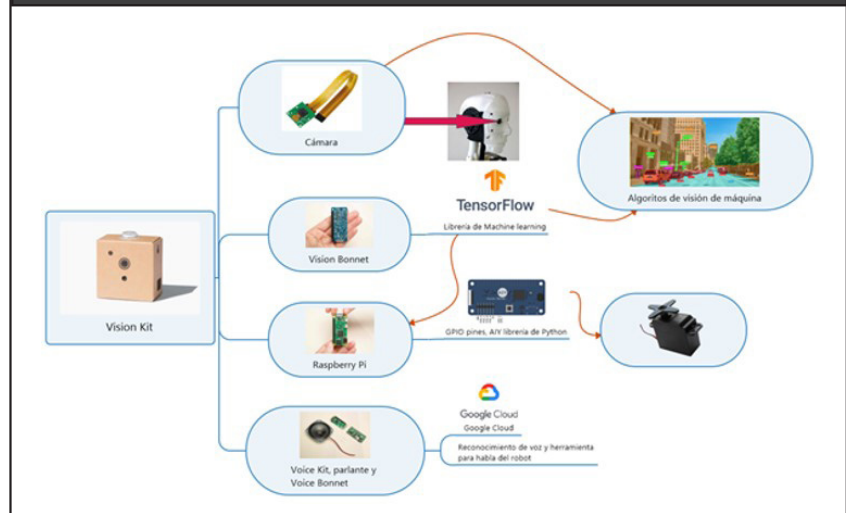 Cámara
TensorFlow
Librería de Machine learning
Algoritos de visión de máquina
Vision Kit
Vision Bonnet
Raspberry Pi
GPIO pines, AIY librería de Python
Google Cloud
Google Cloud
Reconocimiento de voz y herramienta
para habla del robot
Voice Kit, parlante y
Voice Bonnet